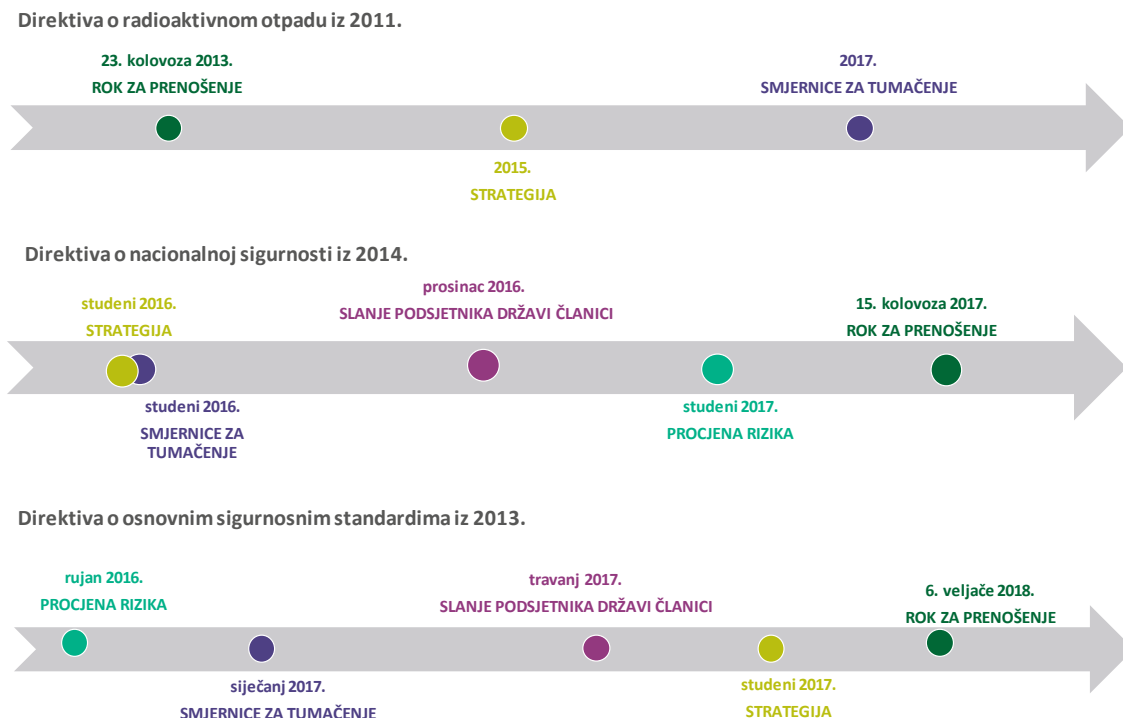 Direktiva o radioaktivnom otpadu iz 2011.
23. kolovoza 2013.
ROK ZA PRENOŠENJE
2017.
SMJERNICE ZA TUMAČENJE
2015.
STRATEGIJA
Direktiva o nacionalnoj sigurnosti iz 2014.
studeni 2016.
STRATEGIJA
prosinac 2016.
SLANJE PODSJETNIKA DRŽAVI ČLANICI
15. kolovoza 2017.
ROK ZA PRENOŠENJE
studeni 2016.
SMJERNICE ZA
TUMAČENJE
studeni 2017.
PROCJENA RIZIKA
Direktiva o osnovnim sigurnosnim standardima iz 2013.
rujan 2016.
PROCJENA RIZIKA
travanj 2017.
SLANJE PODSJETNIKA DRŽAVI ČLANICI
6. veljače 2018.
ROK ZA PRENOŠENJE
siječanj 2017.
SMJERNICE ZA TUMAČENJE
studeni 2017.
STRATEGIJA